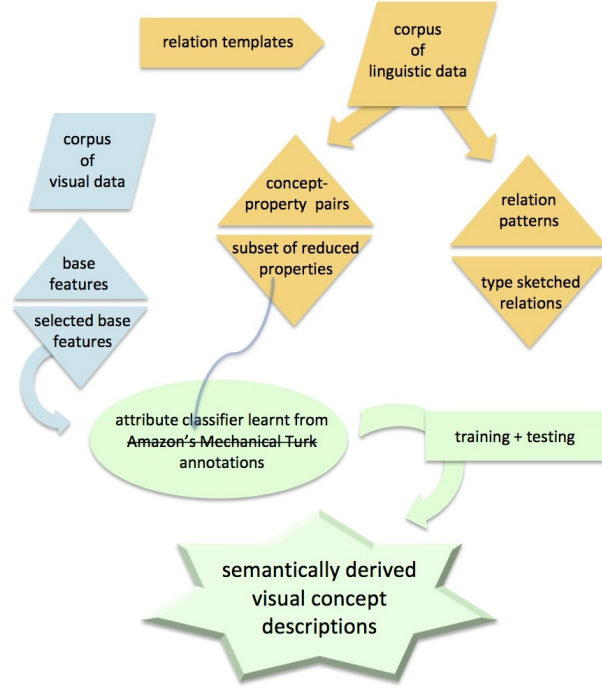 relation templates
corpus
of
linguistic data
corpus
of
visual data
concept-
property pairs
subset of reduced
properties
relation
patterns
type sketched
relations
base
features
selected base
features
attribute classifier learnt from
Amazon's Mechanical Turk
annotations
training + testing
semantically derived
visual concept
descriptions